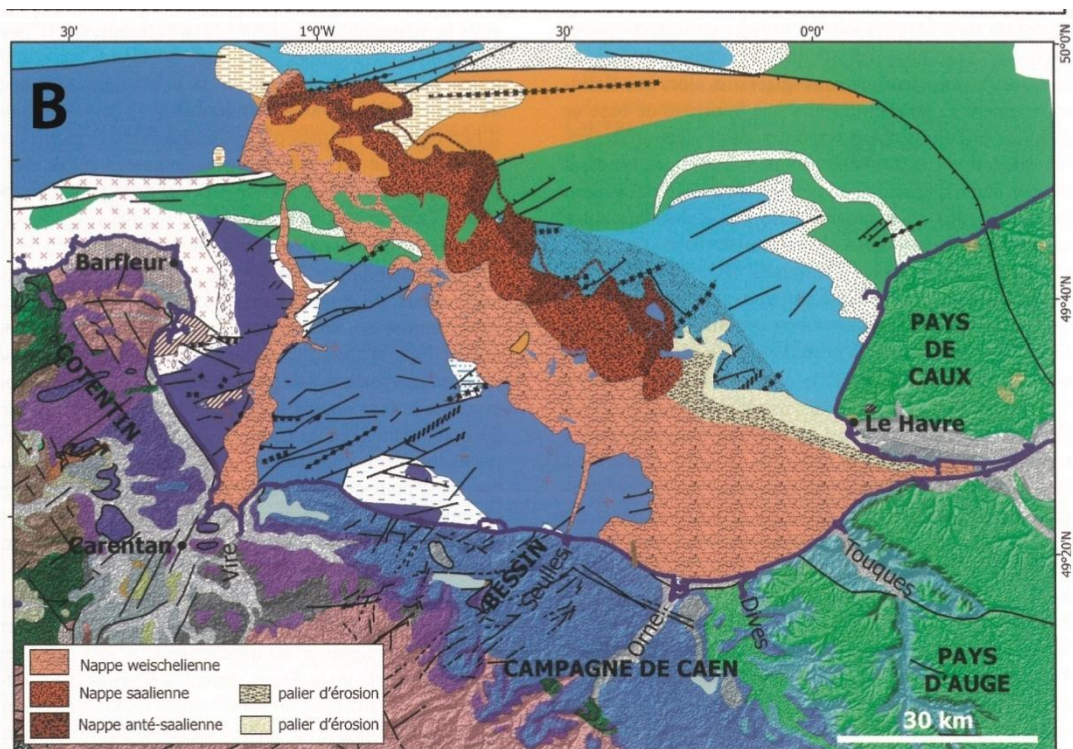 30'
1°0'W
30'
0°0'
50°0'N
B
Barfleur
49°40'N
PAYS
DE
CAUX
COTENTIN
Le Havre
Carentan
Vire
BESSIN
Seulles
49°20'N
Touques
Orne
Dives
CAMPAGNE DE CAEN
PAYS
D'AUGE
Nappe weischelienne
Nappe saalienne
palier d'érosion
Nappe anté-saalienne
palier d'érosion
30 km